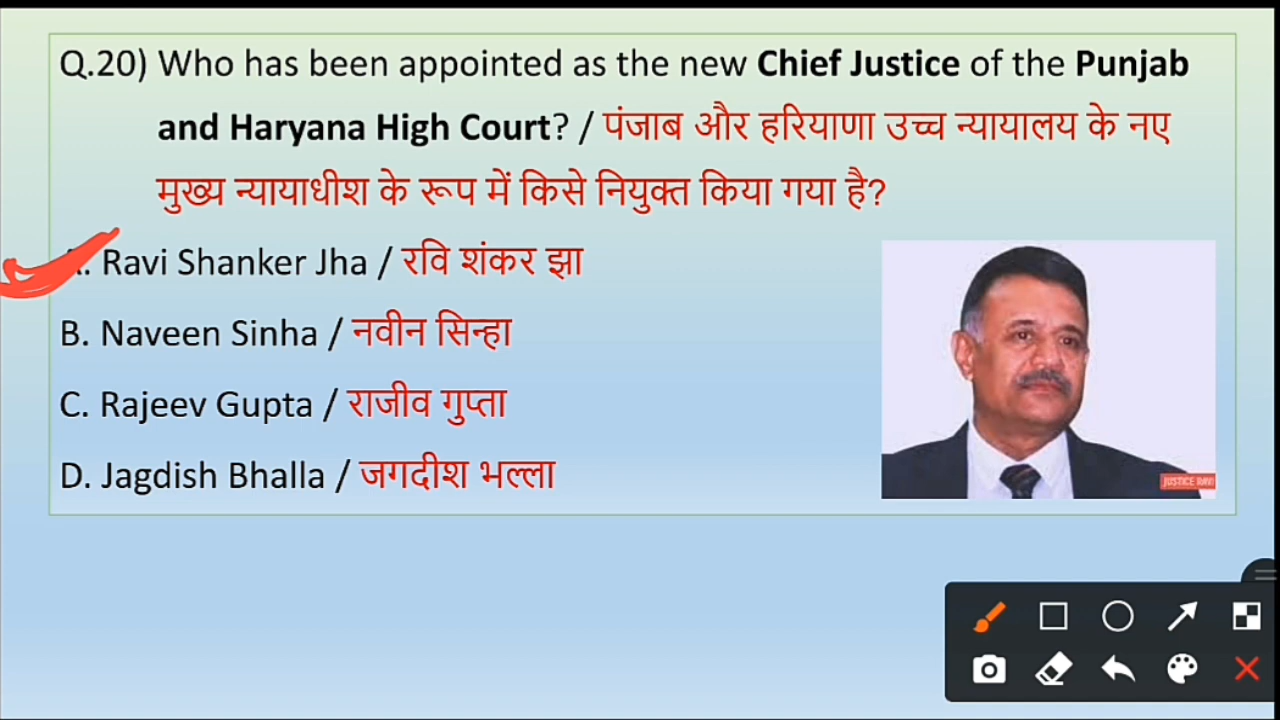 Q.20) Who has been appointed as the new Chief Justice of the Punjab
and Haryana High Court? / पंजाब और हरियाणा उच्च न्यायालय के नए
मुख्य न्यायाधीश के रूप में किसे नियुक्त किया गया है?
A. Ravi Shanker Jha / रवि शंकर झा
B. Naveen Sinha / नवीन सिन्हा
C. Rajeev Gupta / राजीव गुप्ता
D. Jagdish Bhalla / जगदीश भल्ला
JUSTICE RAVI